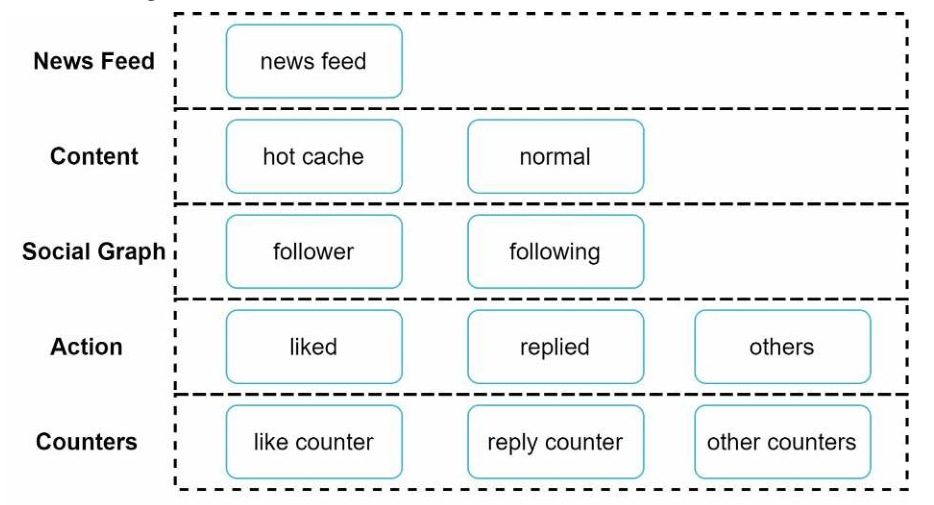 News Feed
news feed
Content
hot cache
normal
Social Graph
follower
following
Action
liked
replied
others
Counters
like counter
reply counter
other counters